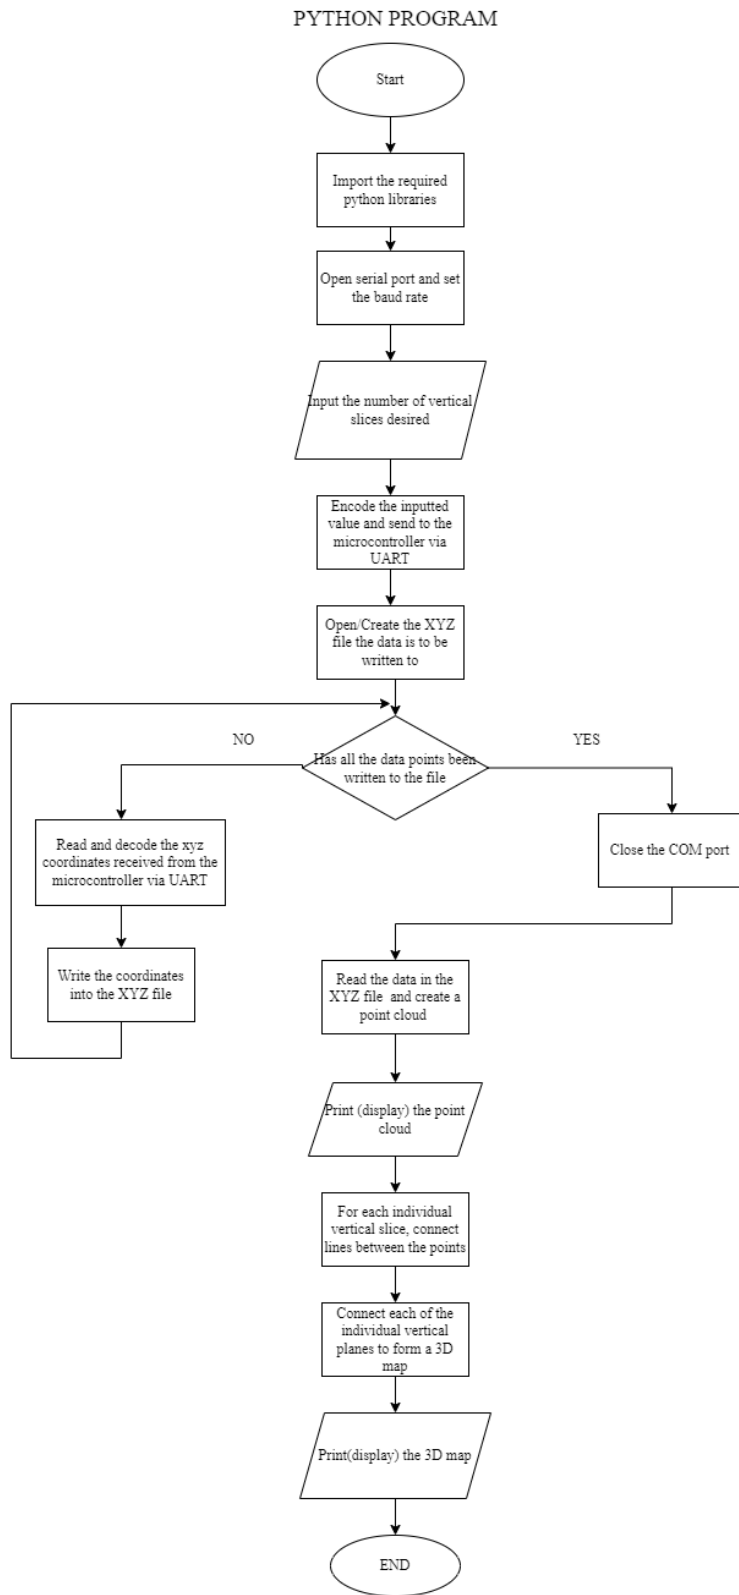 PYTHON PROGRAM
Start
Import the required
python libraries
Open serial port and set
the baud rate
Input the number of vertical
slices desired
Encode the inputted
value and send to the
microcontroller via
UART
Open/Create the XYZ
file the data is to be
written to
NO
YES
Has all the data points been
written to the file
Read and decode the xyz
coordinates received from the
microcontroller via UART
Close the COM port
Write the coordinates
into the XYZ file
Read the data in the
XYZ file and create a
point cloud
Print (display) the point
cloud
For each individual
vertical slice, connect
lines between the points
Connect each of the
individual vertical
planes to form a 3D
map
Print(display) the 3D map
END